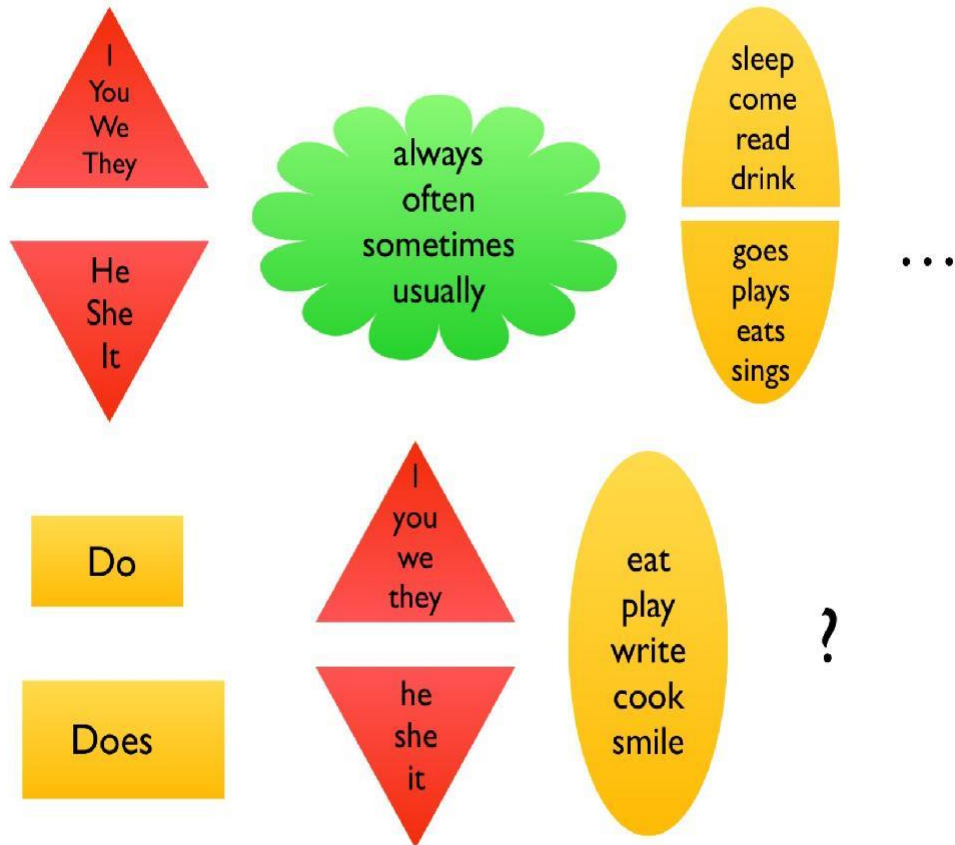 I
You
We
They
He
She
It
always
often
sometimes
usually
sleep
come
read
drink
goes
plays
eats
sings
...
Do
Does
I
you
we
they
he
she
it
eat
play
write
cook
smile
?